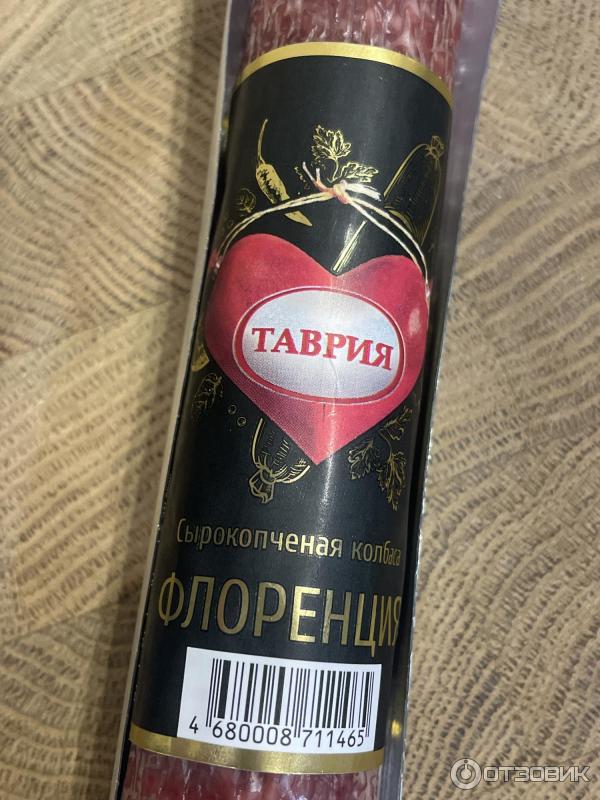 ТАВРИЯ
Сырокопченая колбаса
ФЛОРЕНЦИЯ
4 680008 711465
ОТЗОВИК